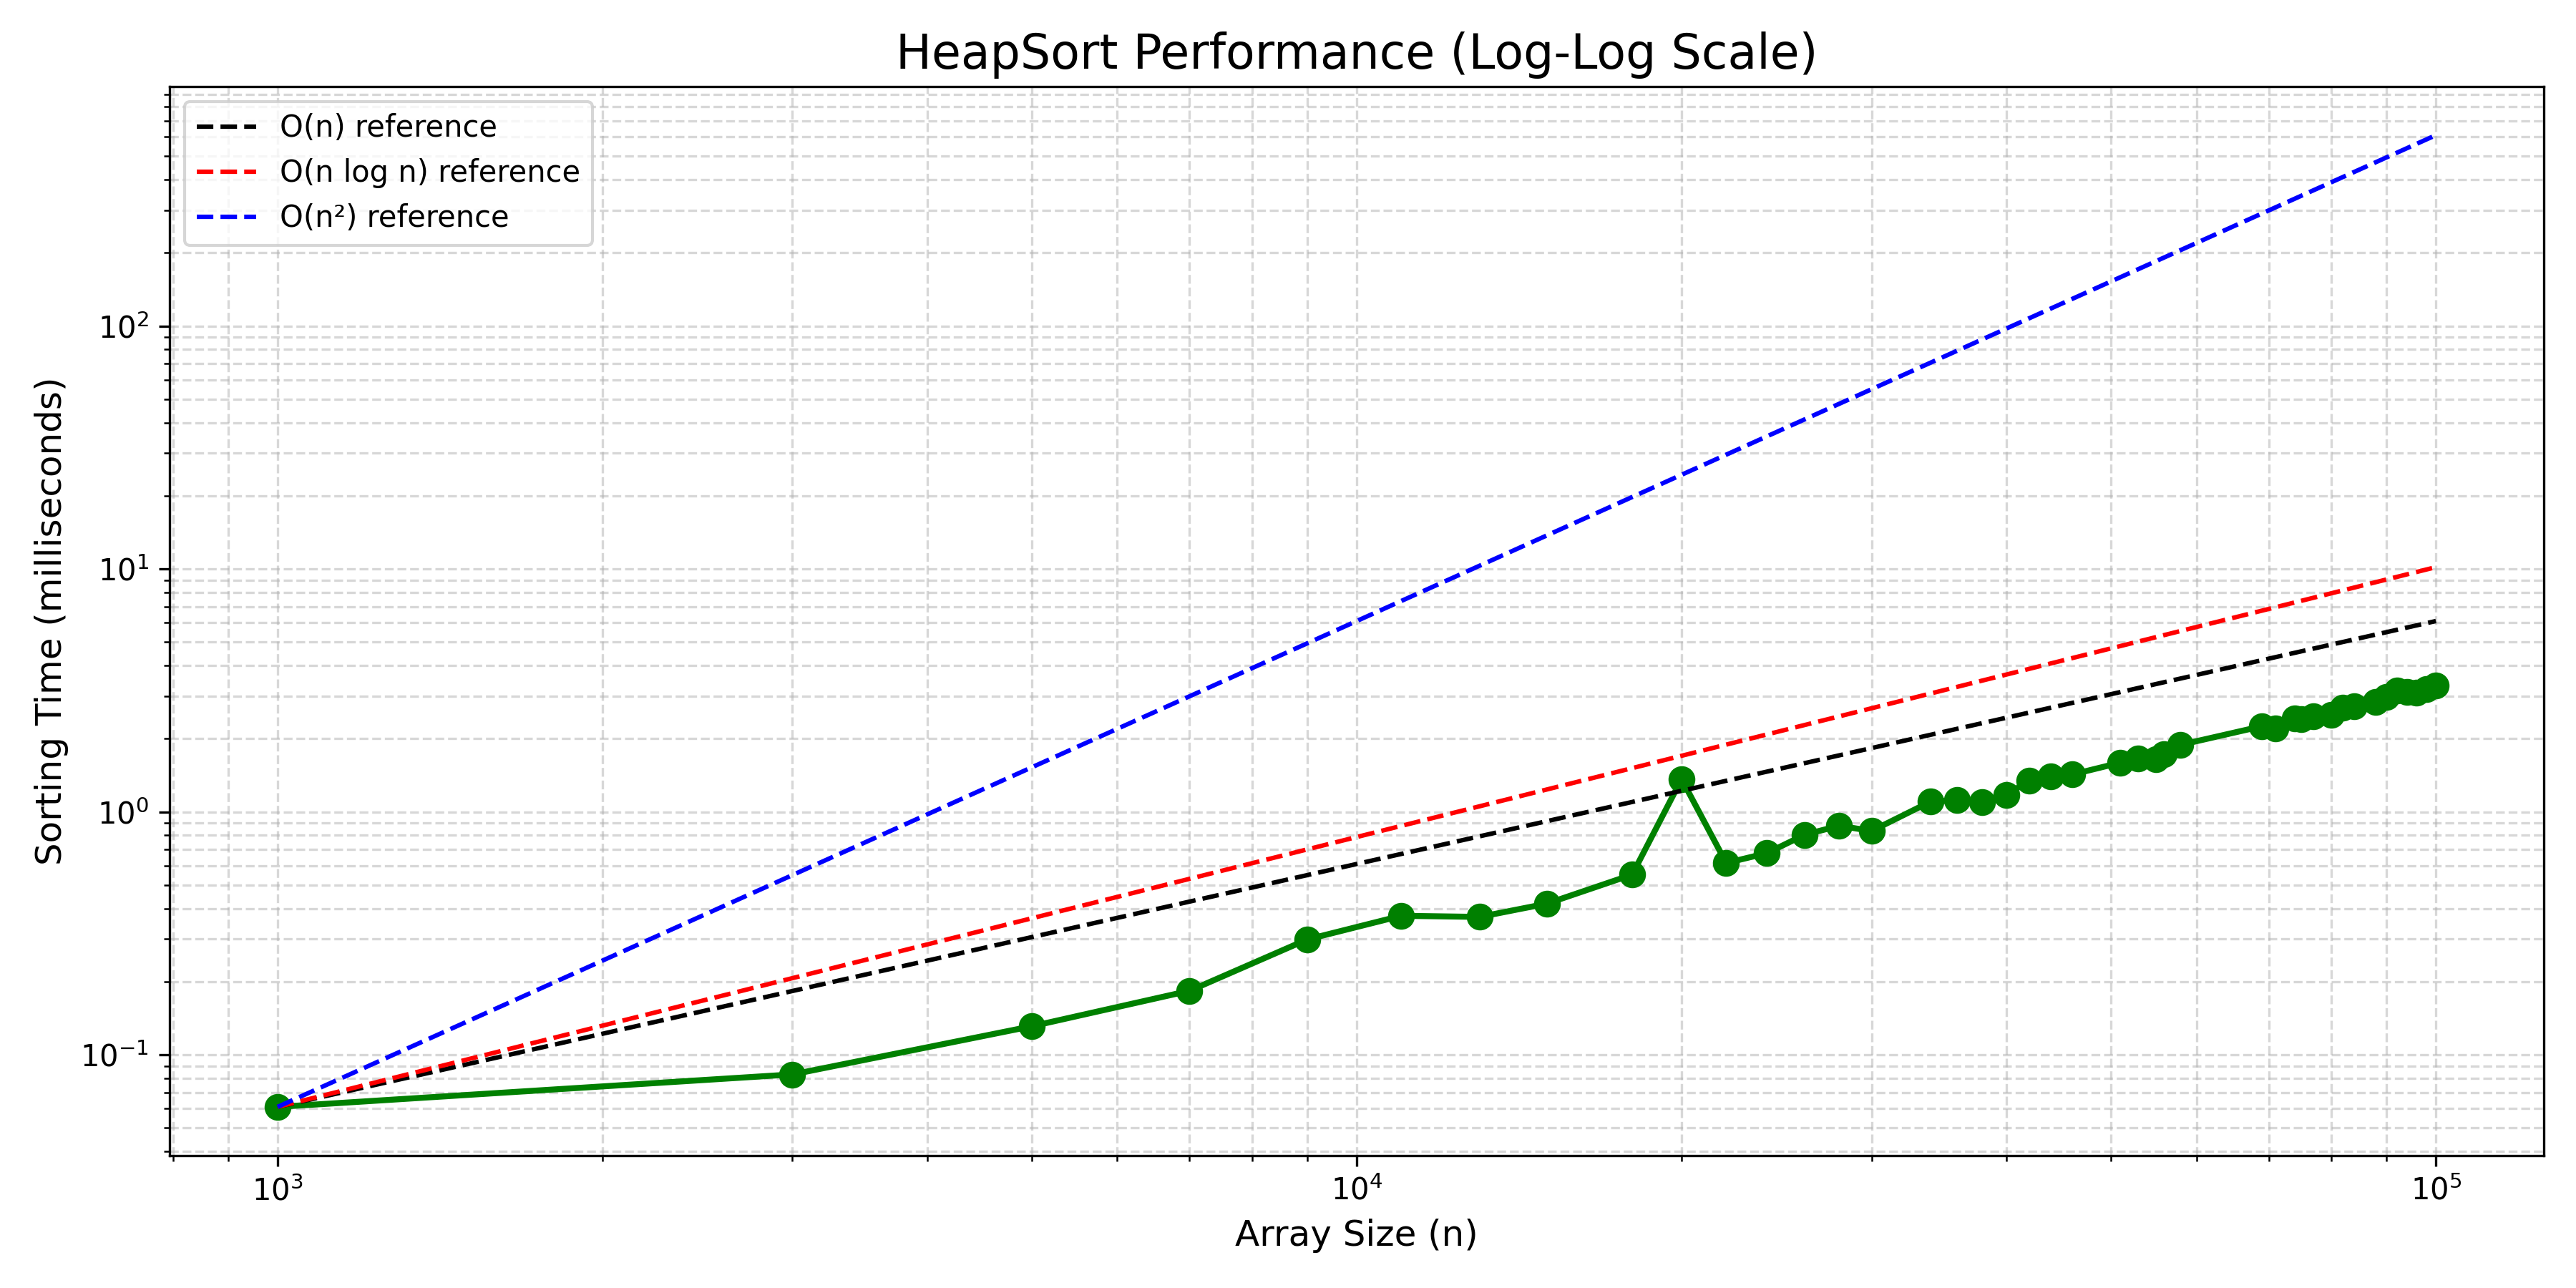 HeapSort Performance (Log-Log Scale)
O(n) reference
O(n log n) reference
O(n²) reference
Sorting Time (milliseconds)
10²
10¹
10⁰
10⁻¹
10³
10⁴
10⁵
Array Size (n)